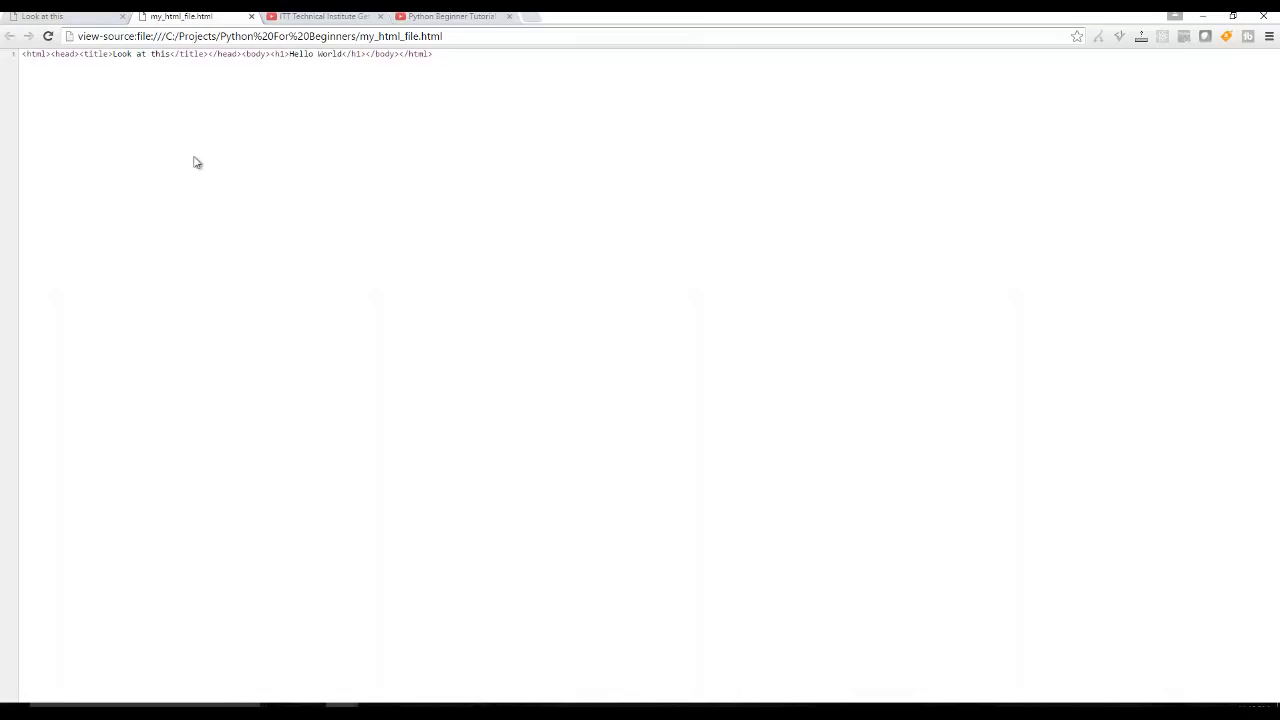 Look at this
my_html_file.html
ITT Technical Institute Ge
Python Beginner Tutorial
view-source:file:///C:/Projects/Python%20For%20Beginners/my_html_file.html
1 <html><head><title>Look at this</title></head><body><h1>Hello World</h1></body></html>